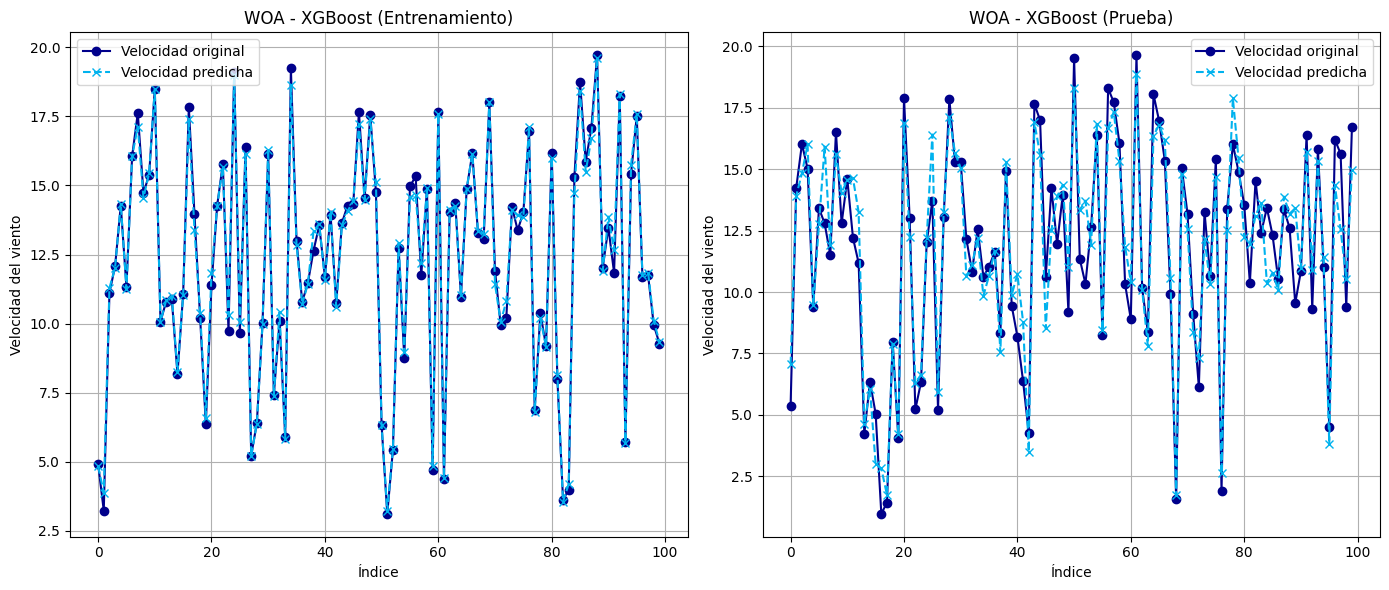 WOA - XGBoost (Entrenamiento)
Velocidad original
Velocidad predicha
Velocidad del viento
20.0
17.5
15.0
12.5
10.0
7.5
5.0
2.5
0 20 40 60 80 100
Índice
WOA - XGBoost (Prueba)
Velocidad original
Velocidad predicha
Velocidad del viento
20.0
17.5
15.0
12.5
10.0
7.5
5.0
2.5
0 20 40 60 80 100
Índice